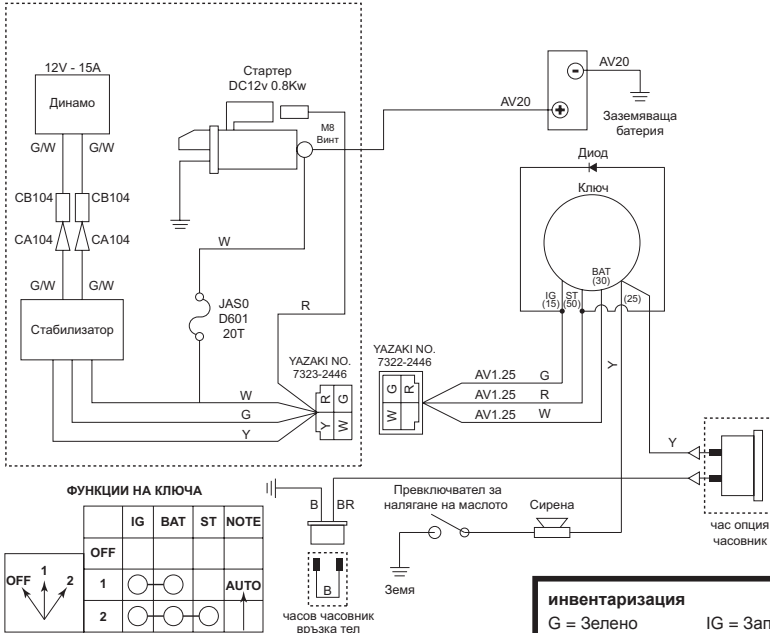 12V - 15A
Динамо
G/W G/W
CB104 CB104
CA104 CA104
G/W G/W
Стабилизатор
Стартер
DC12v 0.8Kw
M8
Винт
W
JAS0
D601
20T
R
YAZAKI NO.
7323-2446
R G
Y W
W
G
Y
AV20
AV20
Заземяваща
батерия
Диод
Ключ
BAT
(30)
IG
(15)
ST
(50)
(25)
YAZAKI NO.
7322-2446
G R
W
AV1.25 G
AV1.25 R
AV1.25 W
Y
Y
час опция
часовник
ФУНКЦИИ НА КЛЮЧА
IG BAT ST NOTE
OFF
1 AUTO
2
OFF 1 2
B BR
B
часов часовник
връзка тел
Превключвател за
налягане на маслото
Сирена
Земя
инвентаризация
G = Зелено